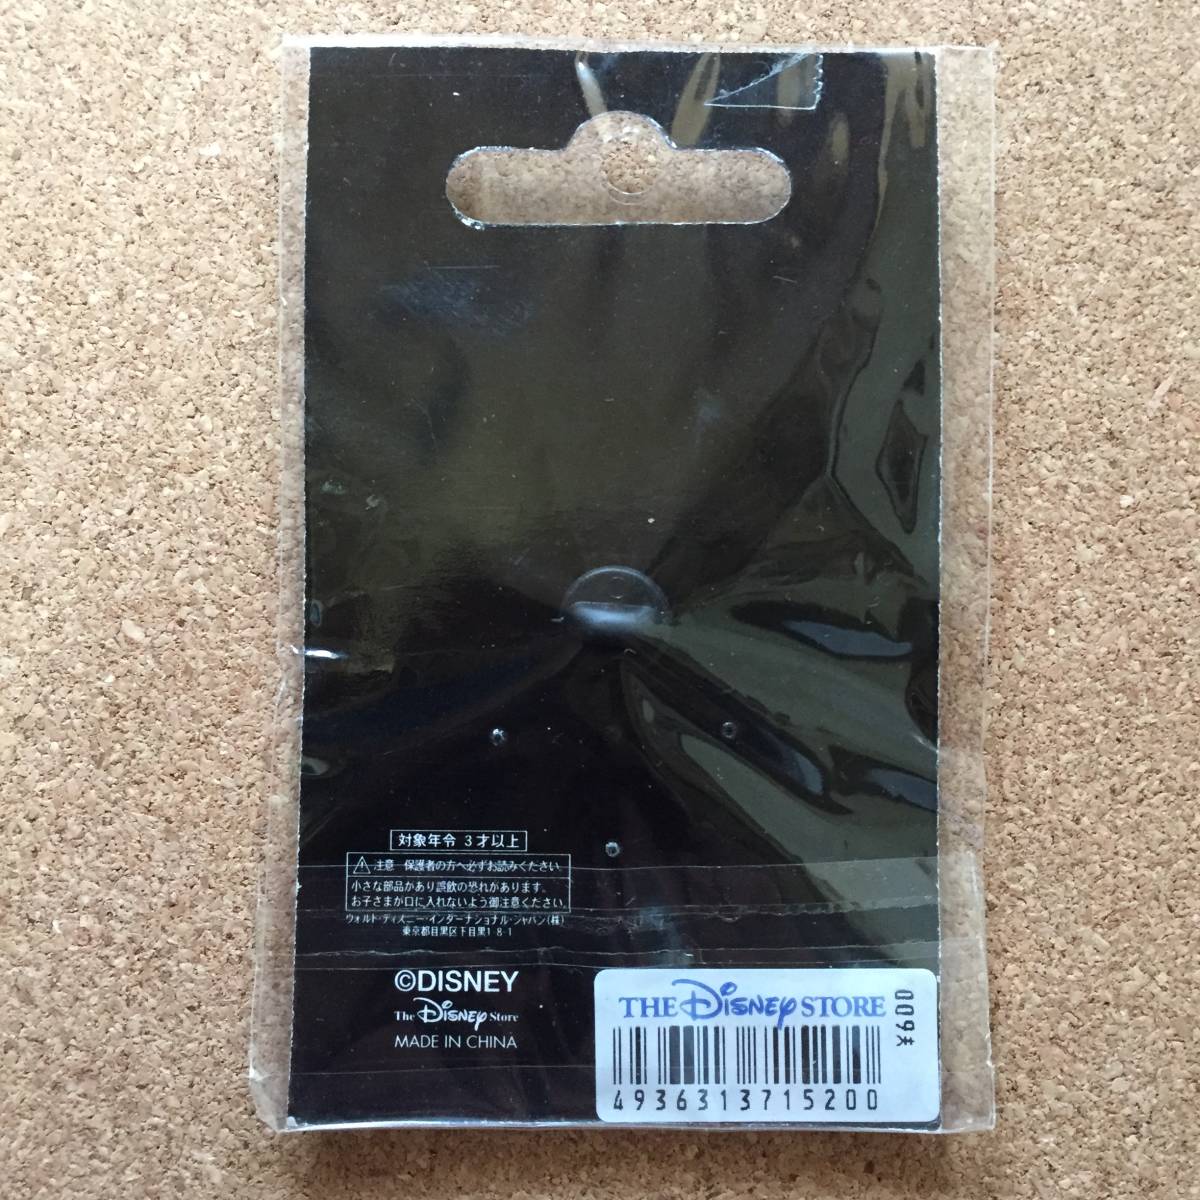 対象年令 3才以上
⚠ 注意 保護者の方へ必ずお読みください
小さな部品があり誤飲の恐れがあります。
お子さまが口に入れないよう御注意ください。
ウォルト・ディズニー・インターナショナル・ジャパン(株)
東京都目黒区下目黒1-8-1
©DISNEY
The Disney Store
MADE IN CHINA
THE Disney STORE
¥600
4936313715200